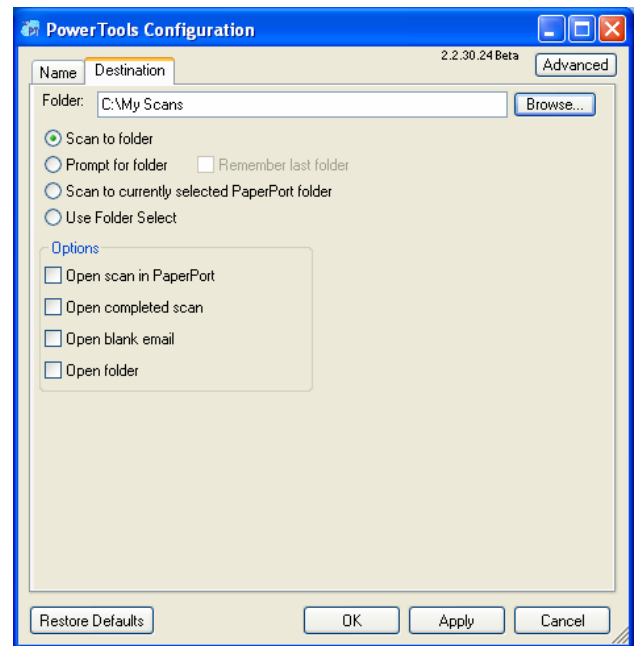 PowerTools Configuration
2.2.30.24 Beta
Name Destination Advanced
Folder: C:\My Scans Browse...
Scan to folder
Prompt for folder Remember last folder
Scan to currently selected PaperPort folder
Use Folder Select
Options
Open scan in PaperPort
Open completed scan
Open blank email
Open folder
Restore Defaults OK Apply Cancel